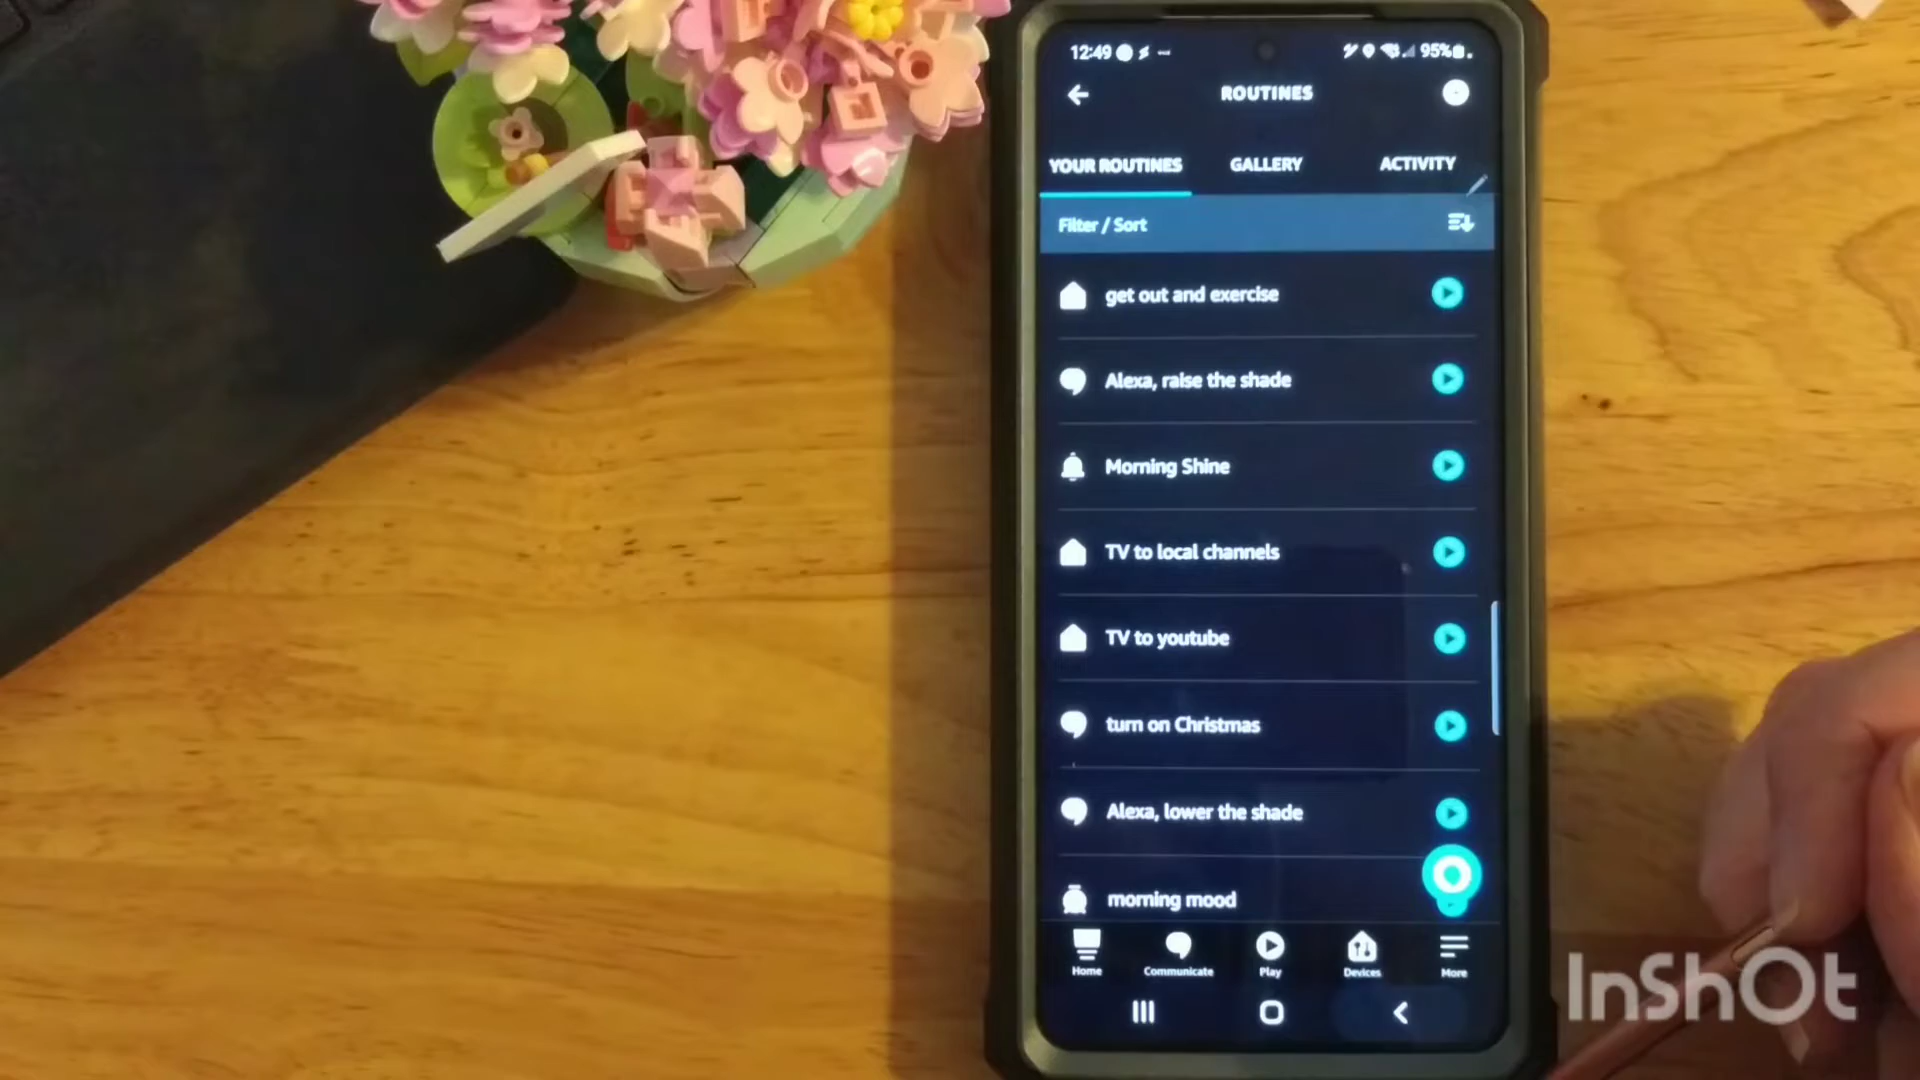 12:49
95%
ROUTINES
YOUR ROUTINES
GALLERY
ACTIVITY
Filter / Sort
get out and exercise
Alexa, raise the shade
Morning Shine
TV to local channels
TV to youtube
turn on Christmas
Alexa, lower the shade
morning mood
Home
Communicate
Play
Devices
More
InShOt